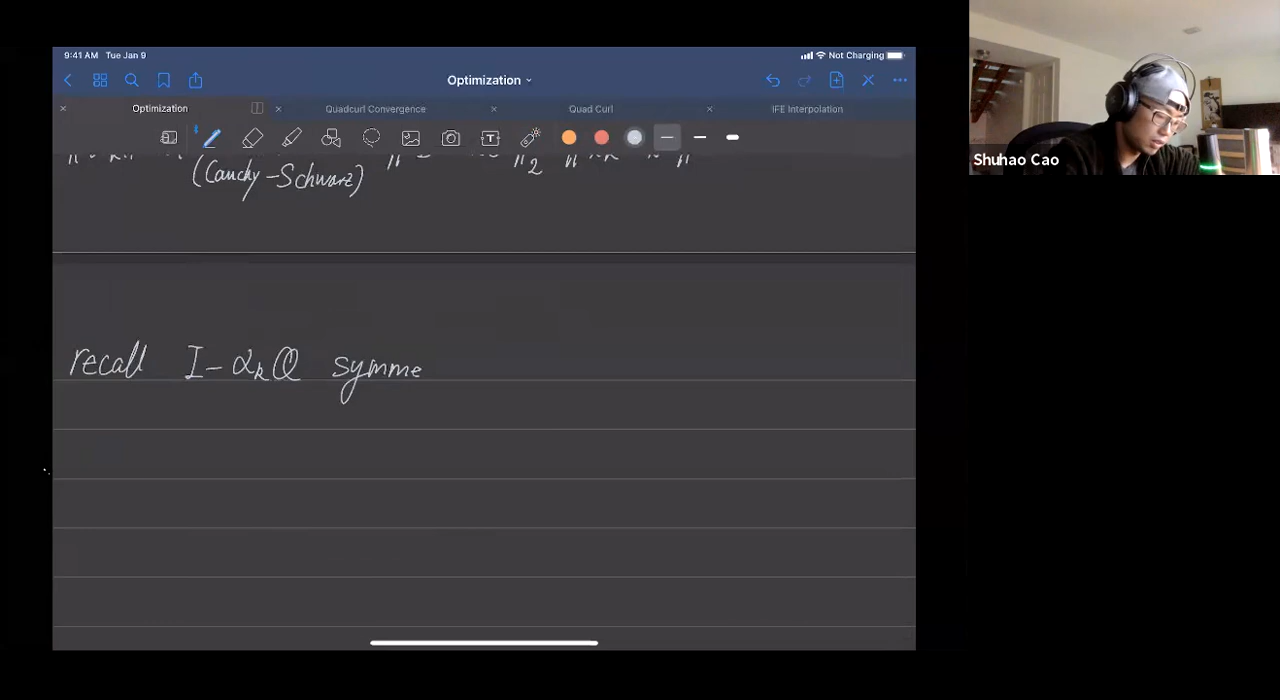 9:41 AM Tue Jan 9
Not Charging
Optimization
Optimization
Quadcurl Convergence
Quad Curl
IFE Interpolation
(Cauchy-Schwarz)
recall I - αₖQ symme
Shuhao Cao